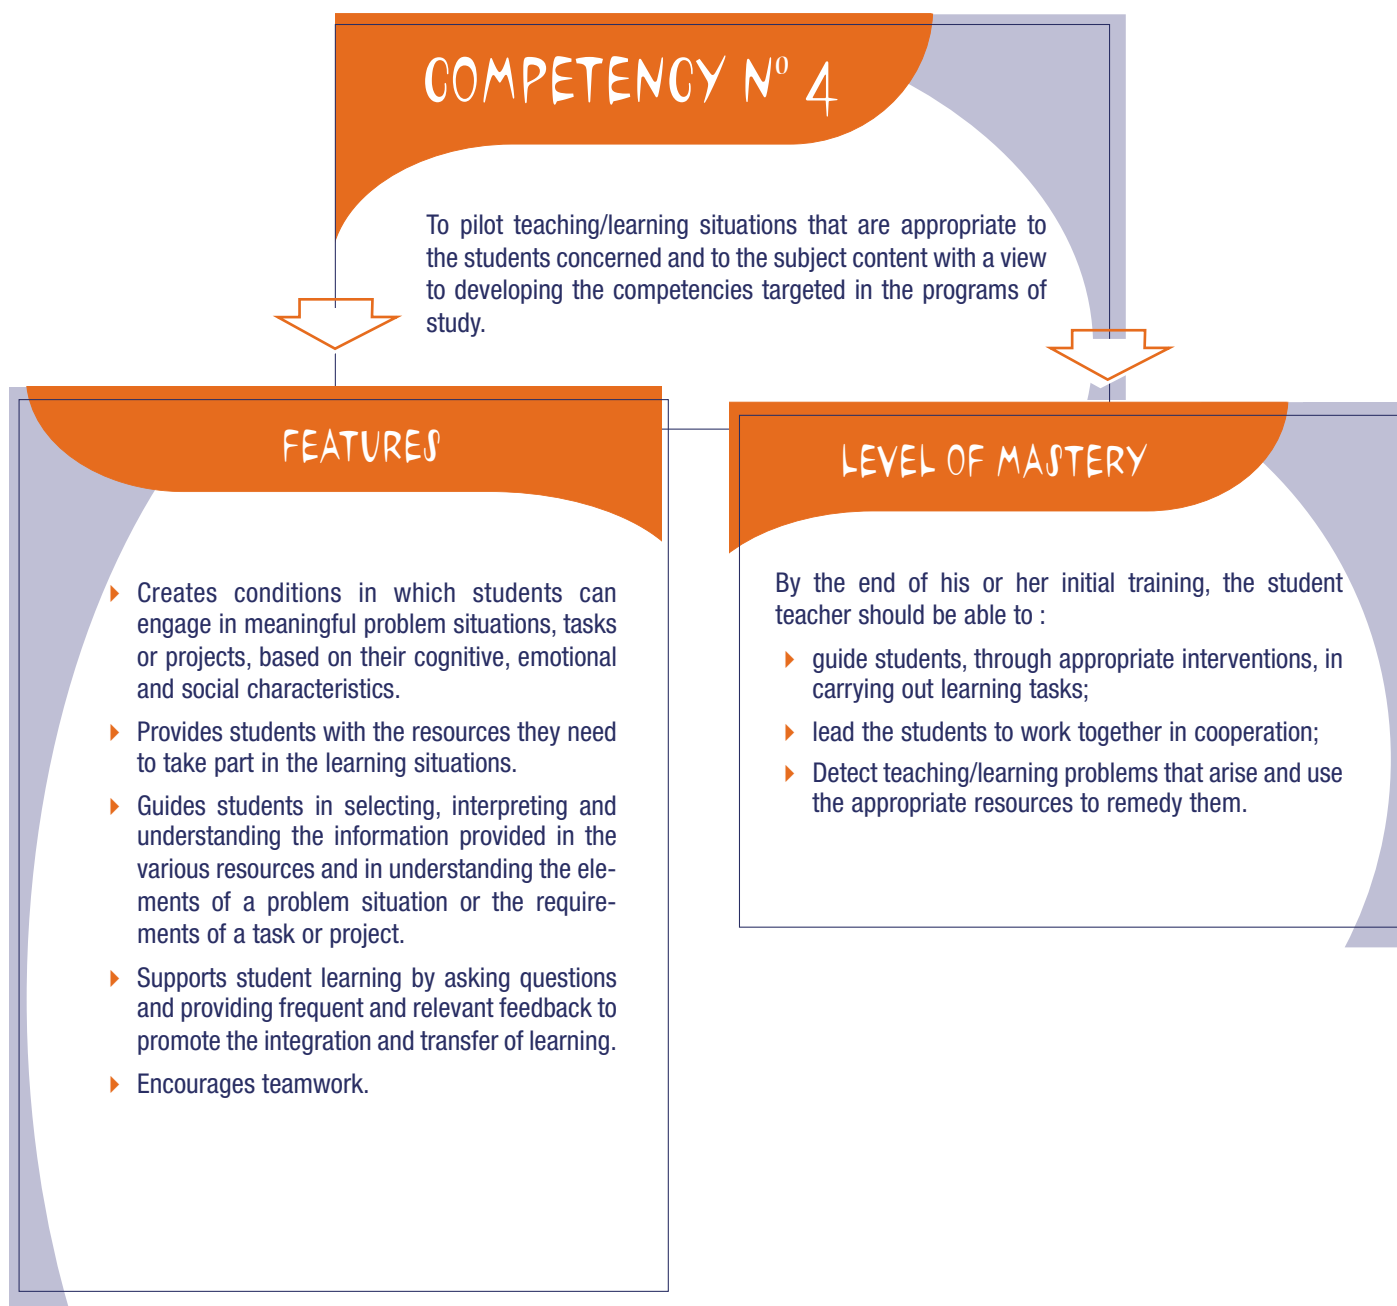 COMPETENCY Nº 4
To pilot teaching/learning situations that are appropriate to
the students concerned and to the subject content with a view
to developing the competencies targeted in the programs of
study.
FEATURES
Creates conditions in which students can
engage in meaningful problem situations, tasks
or projects, based on their cognitive, emotional
and social characteristics.
Provides students with the resources they need
to take part in the learning situations.
Guides students in selecting, interpreting and
understanding the information provided in the
various resources and in understanding the ele-
ments of a problem situation or the require-
ments of a task or project.
Supports student learning by asking questions
and providing frequent and relevant feedback to
promote the integration and transfer of learning.
Encourages teamwork.
LEVEL OF MASTERY
By the end of his or her initial training, the student
teacher should be able to :
guide students, through appropriate interventions, in
carrying out learning tasks;
lead the students to work together in cooperation;
Detect teaching/learning problems that arise and use
the appropriate resources to remedy them.